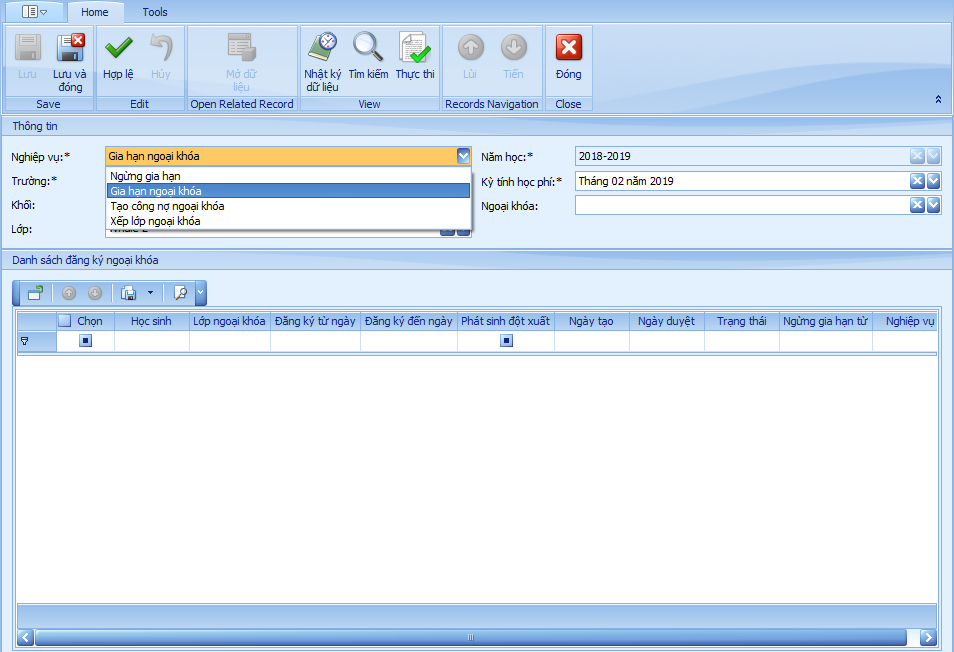 Home Tools
Lưu Lưu và đóng Hợp lệ Hủy Mở dữ liệu Nhật ký dữ liệu Tìm kiếm Thực thi Lùi Tiến Đóng
Save Edit Open Related Record View Records Navigation Close
Thông tin
Nghiệp vụ:* Gia hạn ngoại khóa Năm học:* 2018-2019
Ngừng gia hạn
Trường:* Gia hạn ngoại khóa Kỳ tính học phí:* Tháng 02 năm 2019
Khối: Tạo công nợ ngoại khóa Ngoại khóa:
Xếp lớp ngoại khóa
Lớp:
Danh sách đăng ký ngoại khóa
Chọn Học sinh Lớp ngoại khóa Đăng ký từ ngày Đăng ký đến ngày Phát sinh đột xuất Ngày tạo Ngày duyệt Trạng thái Ngừng gia hạn từ Nghiệp vụ